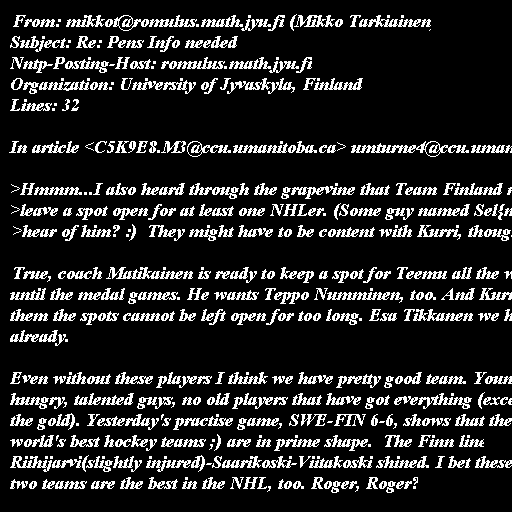 From: mikkot@romulus.math.jyu.fi (Mikko Tarkiainen)
Subject: Re: Pens Info needed
Nntp-Posting-Host: romulus.math.jyu.fi
Organization: University of Jyvaskyla, Finland
Lines: 32

In article <C5K9E8.M3@ccu.umanitoba.ca> umturne4@ccu.uman

>Hmmm...I also heard through the grapevine that Team Finland
>leave a spot open for at least one NHLer. (Some guy named Sel{n
>hear of him? :)  They might have to be content with Kurri, thoug

True, coach Matikainen is ready to keep a spot for Teemu all the
until the medal games. He wants Teppo Numminen, too. And Kurr
them the spots cannot be left open for too long. Esa Tikkanen we h
already.

Even without these players I think we have pretty good team. Youn
hungry, talented guys, no old players that have got everything (exce
the gold). Yesterday's practise game, SWE-FIN 6-6, shows that the
world's best hockey teams ;) are in prime shape.  The Finn line
Riihijarvi(slightly injured)-Saarikoski-Viitakoski shined. I bet these
two teams are the best in the NHL, too. Roger, Roger?